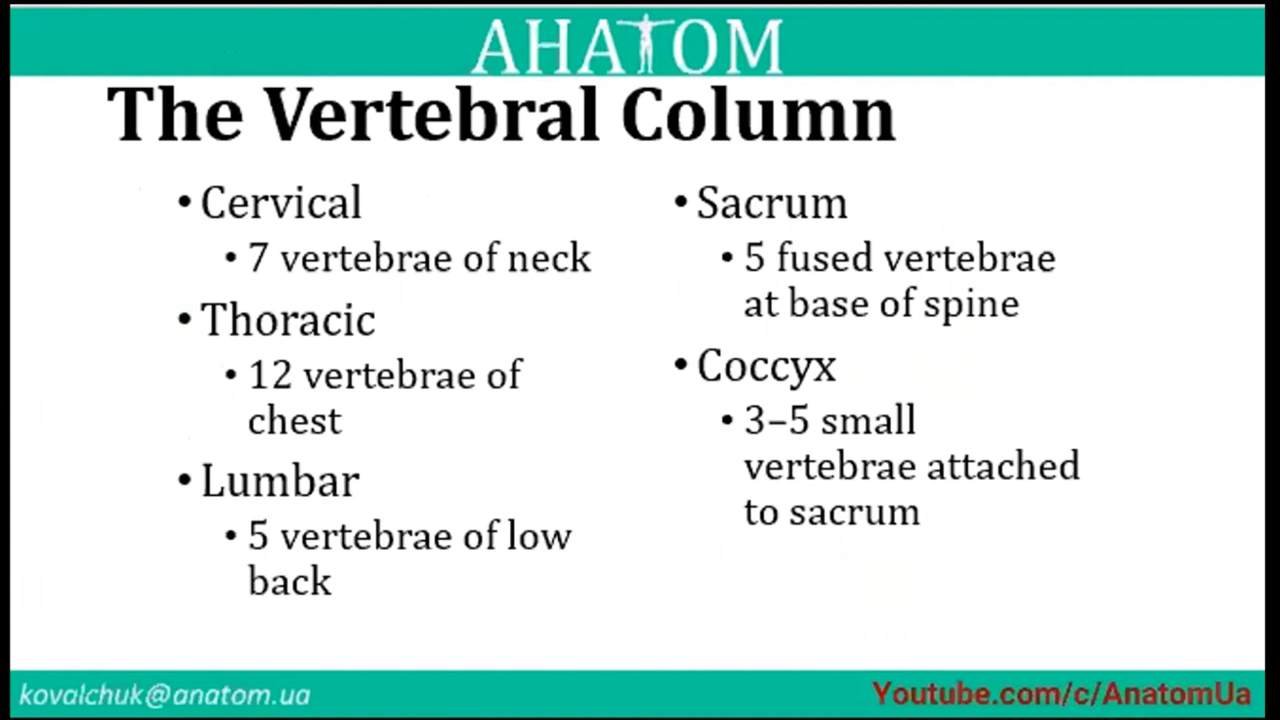 АНАТОМ
The Vertebral Column
• Cervical
• 7 vertebrae of neck
• Thoracic
• 12 vertebrae of
chest
• Lumbar
• 5 vertebrae of low
back
• Sacrum
• 5 fused vertebrae
at base of spine
• Coccyx
• 3–5 small
vertebrae attached
to sacrum
kovalchuk@anatom.ua
Youtube.com/c/AnatomUa